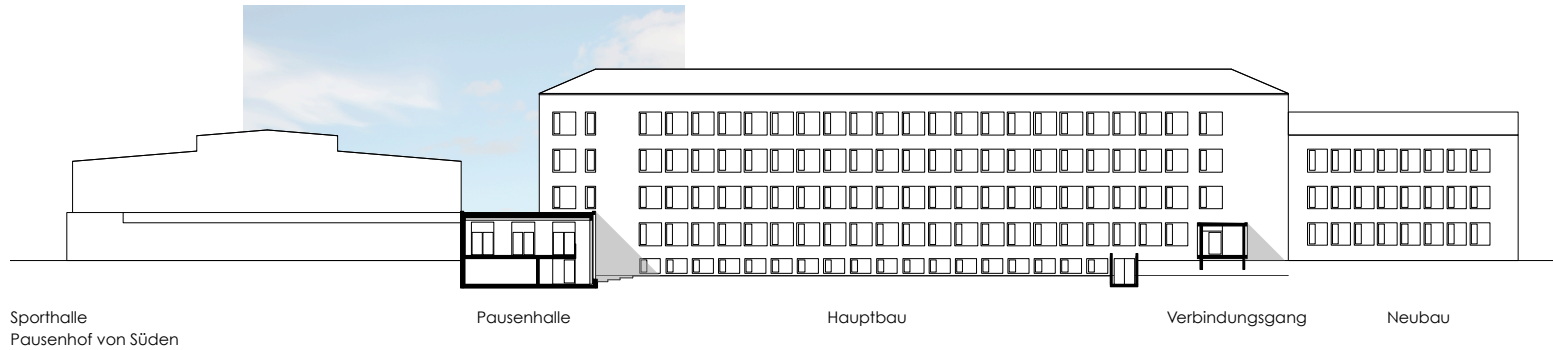 Sporthalle
Pausenhof von Süden
Pausenhalle
Hauptbau
Verbindungsgang
Neubau